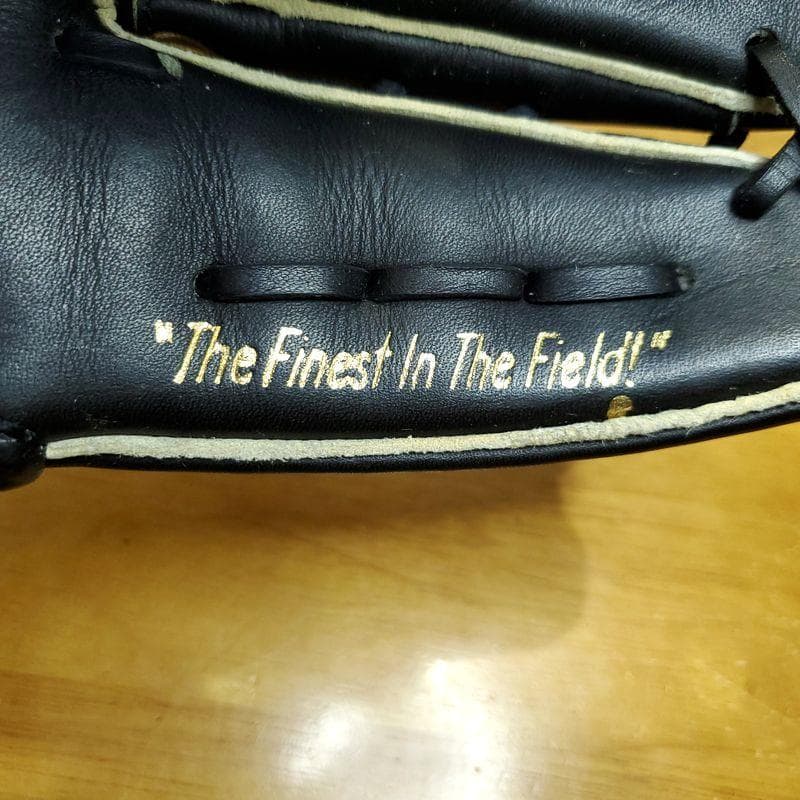 "The Finest In The Field!"